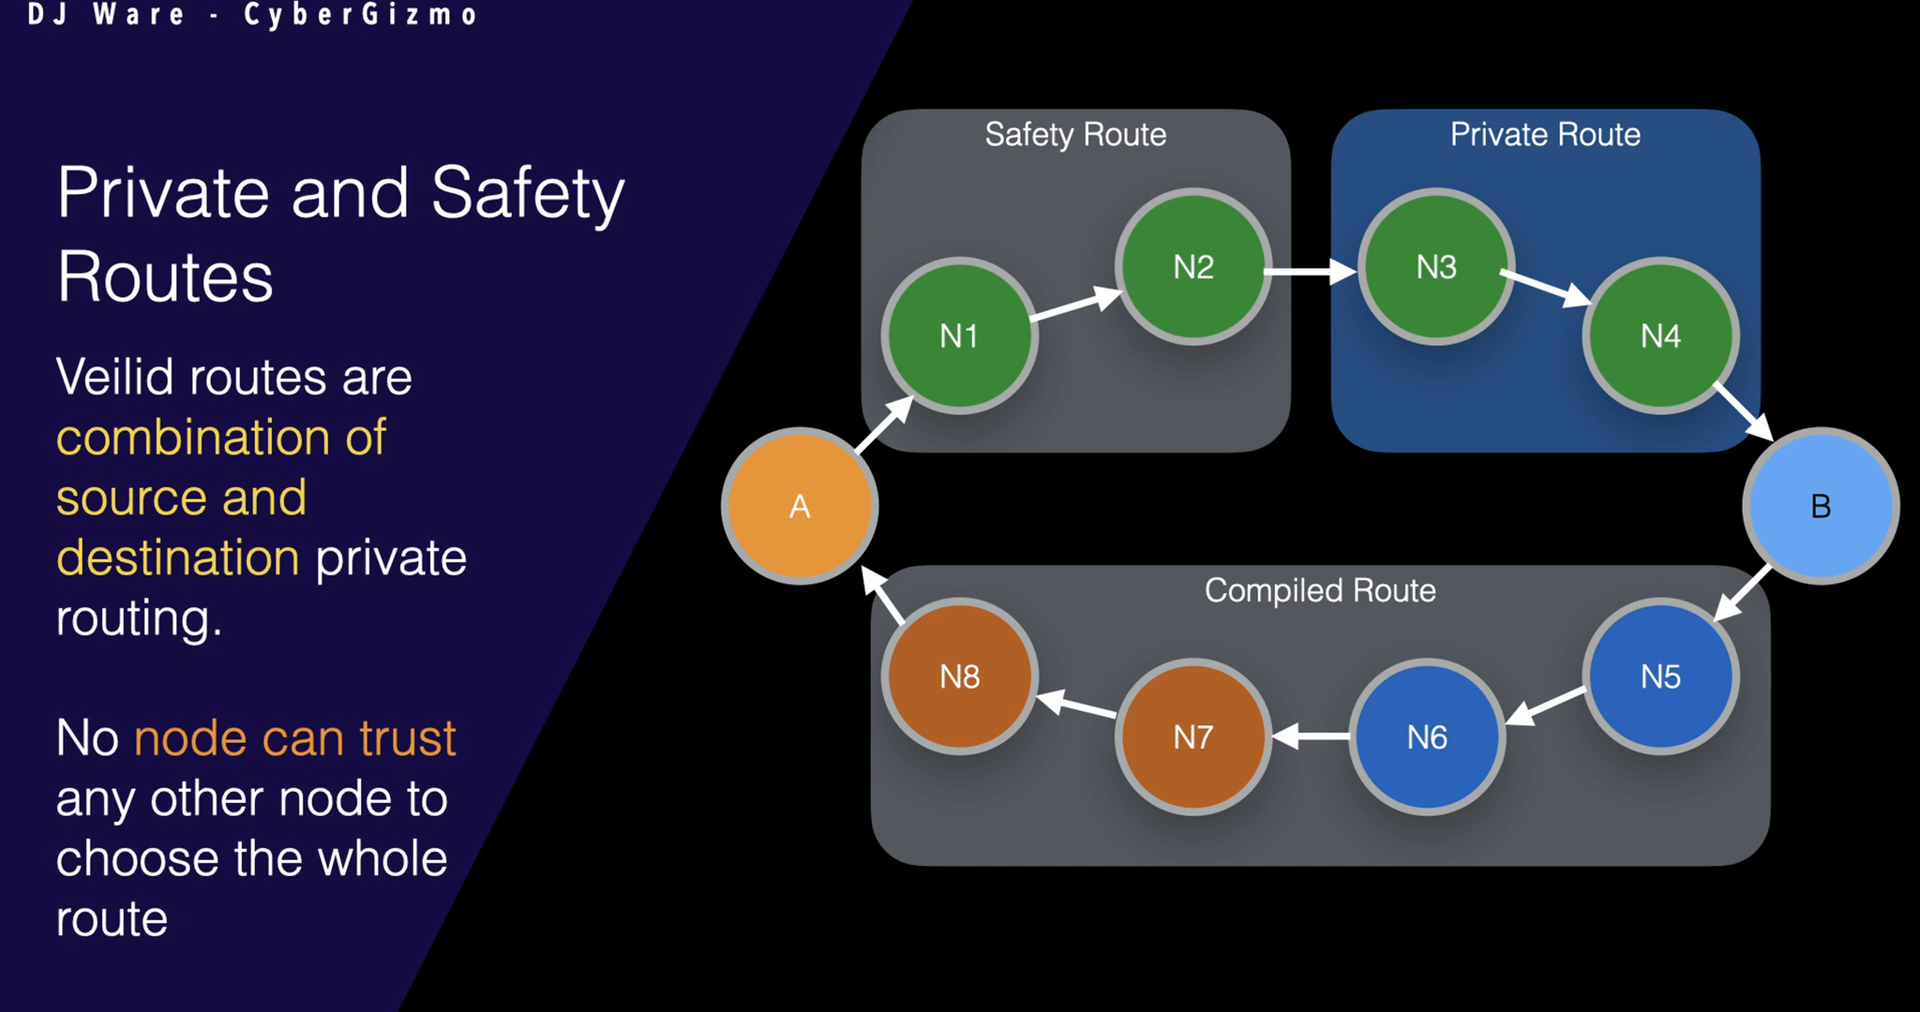 DJ Ware - CyberGizmo
Private and Safety
Routes
Veilid routes are
combination of
source and
destination private
routing.
No node can trust
any other node to
choose the whole
route
Safety Route
Private Route
N1
N2
N3
N4
A
B
Compiled Route
N8
N7
N6
N5